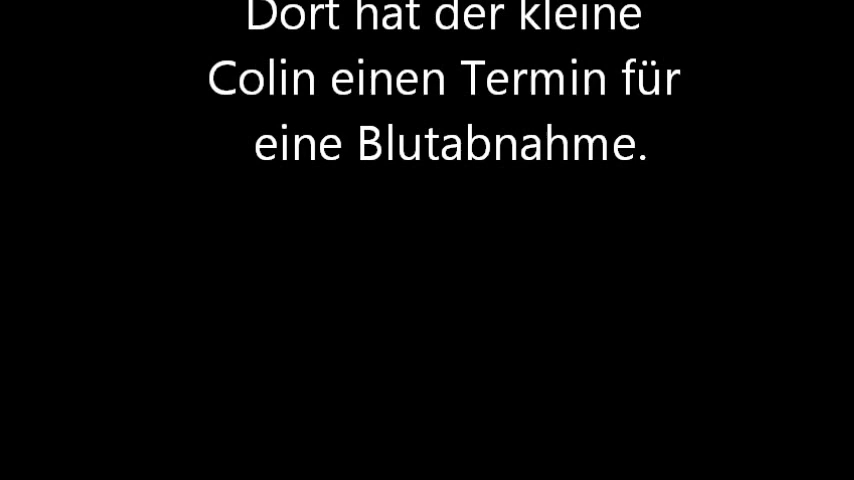 Dort hat der kleine
Colin einen Termin für
eine Blutabnahme.